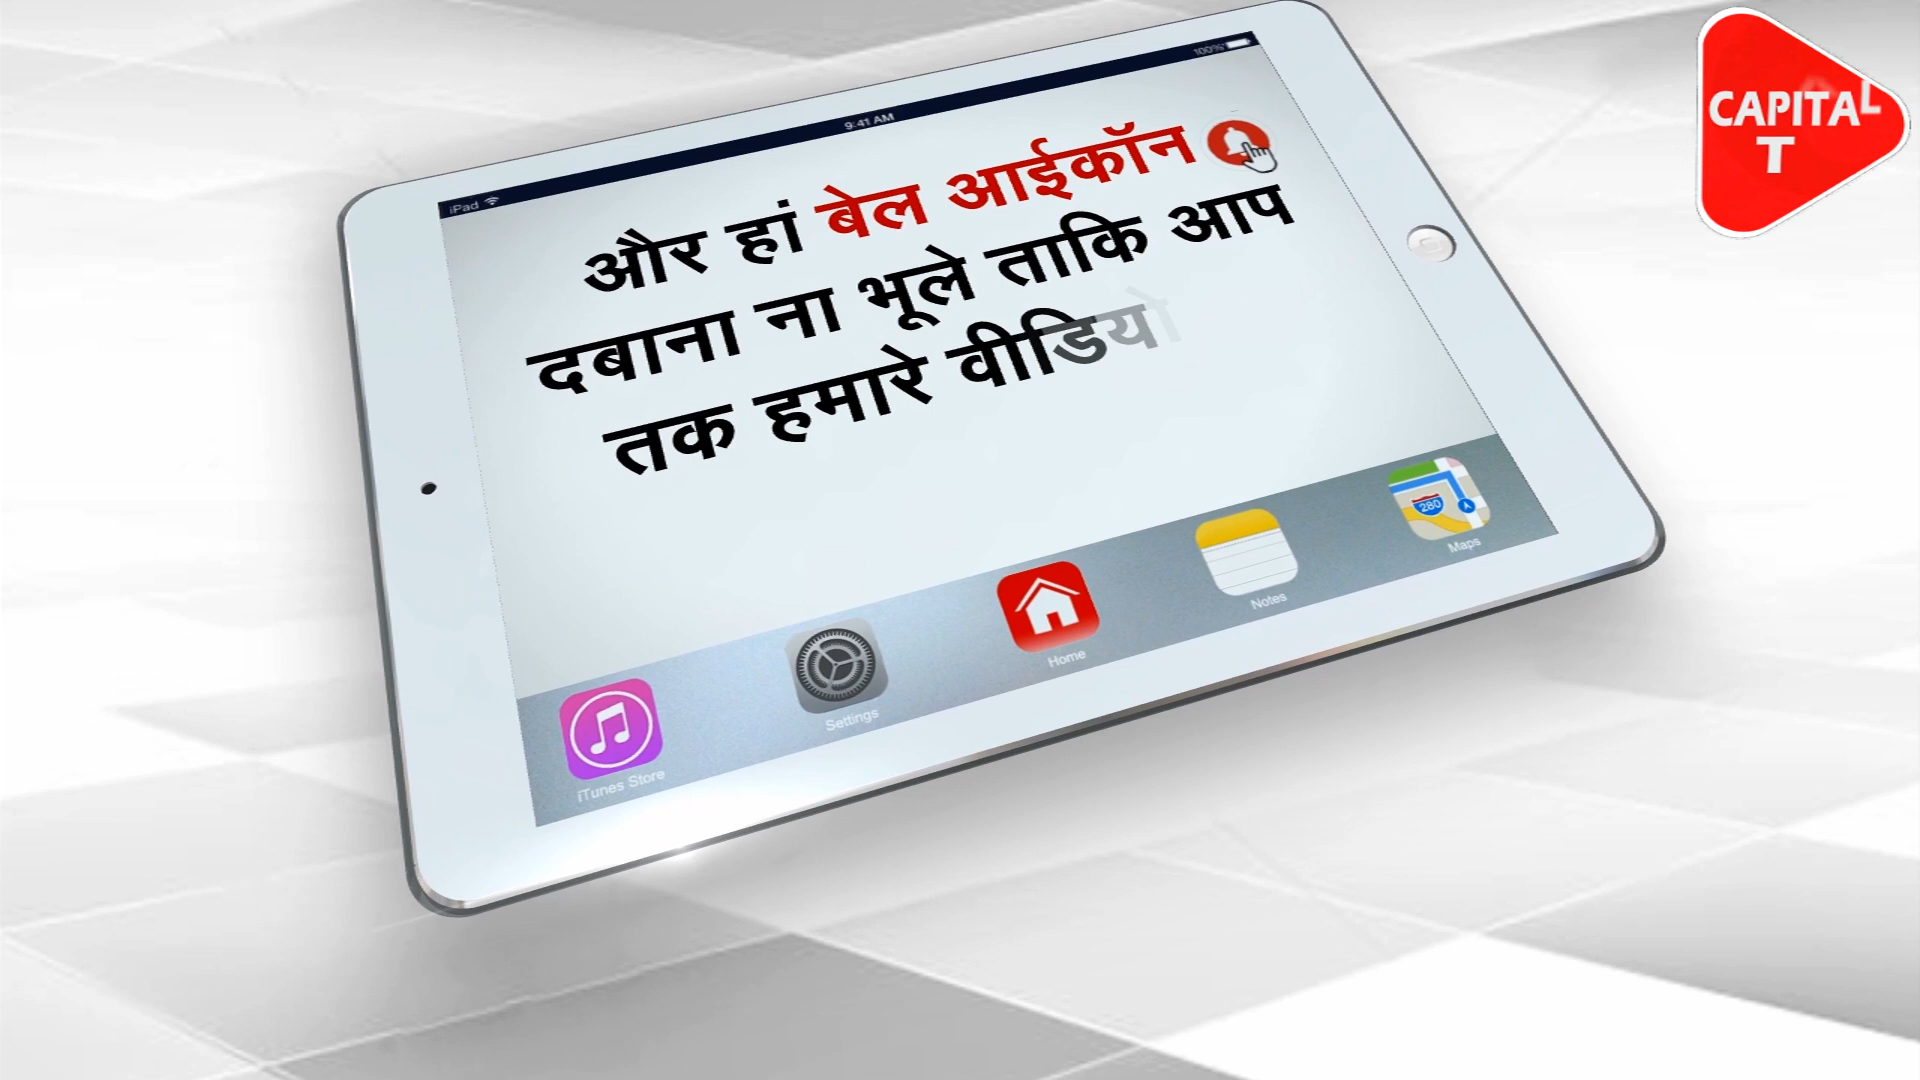 iPad
9:41 AM
100%
और हां बेल आईकॉन
दबाना ना भूले ताकि आप
तक हमारे वीडियो
280
iTunes Store
Settings
Home
Notes
Maps
CAPITAL
T